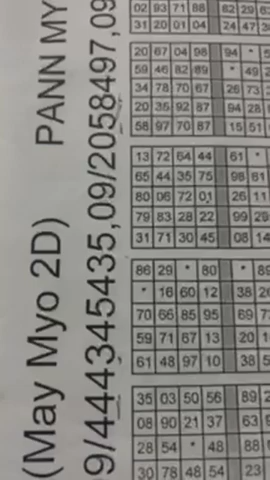 PANN MY
(May Myo 2D)
9/444345435,09/2058497,09
02 93 71 88 82 29
31 20 01 04 24 47
20 67 04 98 94 *
59 46 82 89 * 49
34 78 70 67 26 73
20 35 92 87 94 28
58 97 70 87 15 51
13 72 64 44 61 *
65 44 35 75 98 61
80 06 72 01 26 11
79 83 28 22 99 29
31 71 30 45 08 14
86 29 * 80 * 89
* 16 60 12 38
70 66 85 95 69
59 71 67 13 20
61 48 97 10 38
35 03 50 56 89
08 90 21 37 63
28 54 * 48 88
30 78 48 54 23